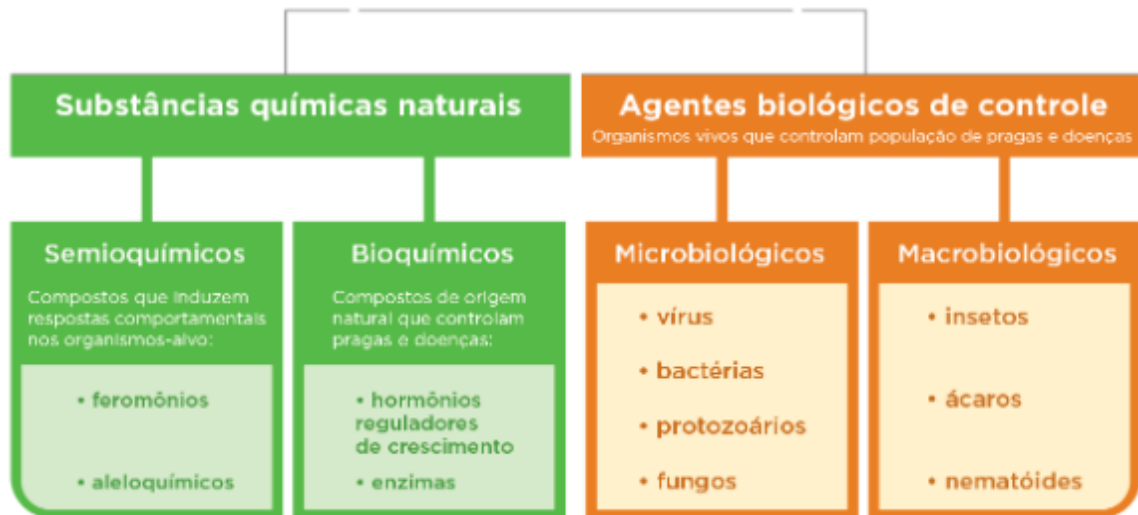 Substâncias químicas naturais
Agentes biológicos de controle
Organismos vivos que controlam população de pragas e doenças
Semioquímicos
Compostos que induzem
respostas comportamentais
nos organismos-alvo:
• feromônios
• aleloquímicos
Bioquímicos
Compostos de origem
natural que controlam
pragas e doenças:
• hormônios
reguladores
de crescimento
• enzimas
Microbiológicos
• vírus
• bactérias
• protozoários
• fungos
Macrobiológicos
• insetos
• ácaros
• nematóides